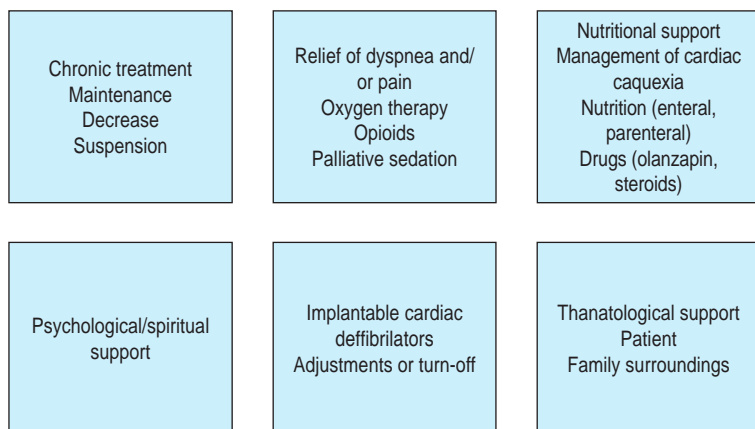 Chronic treatment
Maintenance
Decrease
Suspension
Relief of dyspnea and/
or pain
Oxygen therapy
Opioids
Palliative sedation
Nutritional support
Management of cardiac
caquexia
Nutrition (enteral,
parenteral)
Drugs (olanzapin,
steroids)
Psychological/spiritual
support
Implantable cardiac
deffibrilators
Adjustments or turn-off
Thanatological support
Patient
Family surroundings